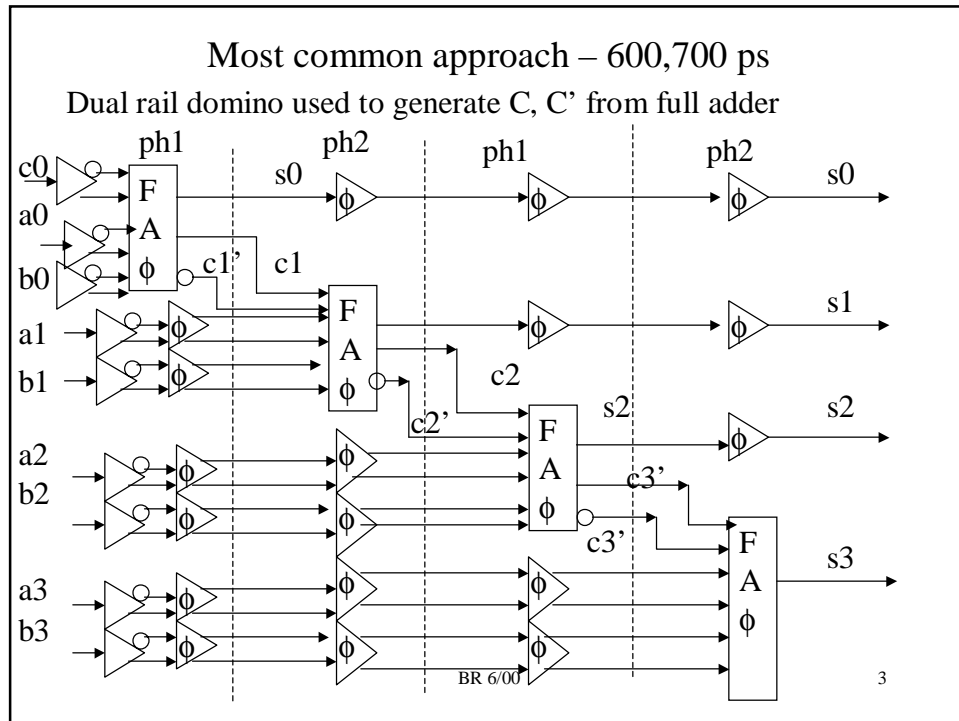 Most common approach – 600,700 ps
Dual rail domino used to generate C, C’ from full adder
ph1 ph2 ph1 ph2
c0 F s0 ϕ ϕ ϕ s0
a0 A
b0 ϕ c1’ c1
a1 ϕ F ϕ ϕ s1
b1 ϕ A
ϕ c2’ c2
a2 ϕ ϕ F s2 ϕ s2
b2 ϕ ϕ A c3’
ϕ c3’
a3 ϕ ϕ ϕ F s3
b3 ϕ ϕ ϕ A
ϕ
BR 6/00 3